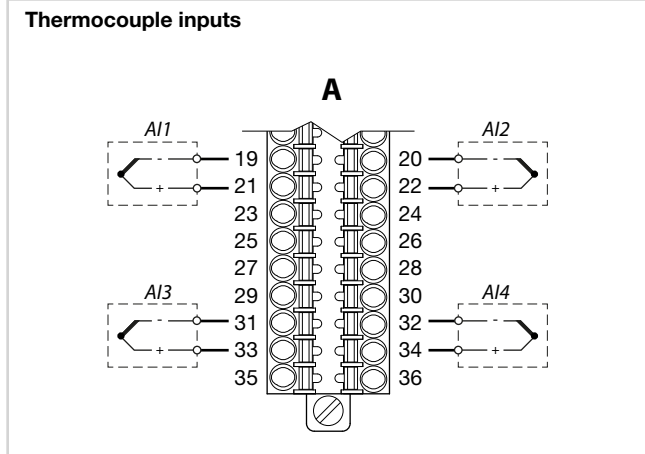 Thermocouple inputs
A
AI1
AI2
- 19 20 -
+ 21 22 +
23 24
25 26
27 28
29 30
AI3
AI4
- 31 32 -
+ 33 34 +
35 36